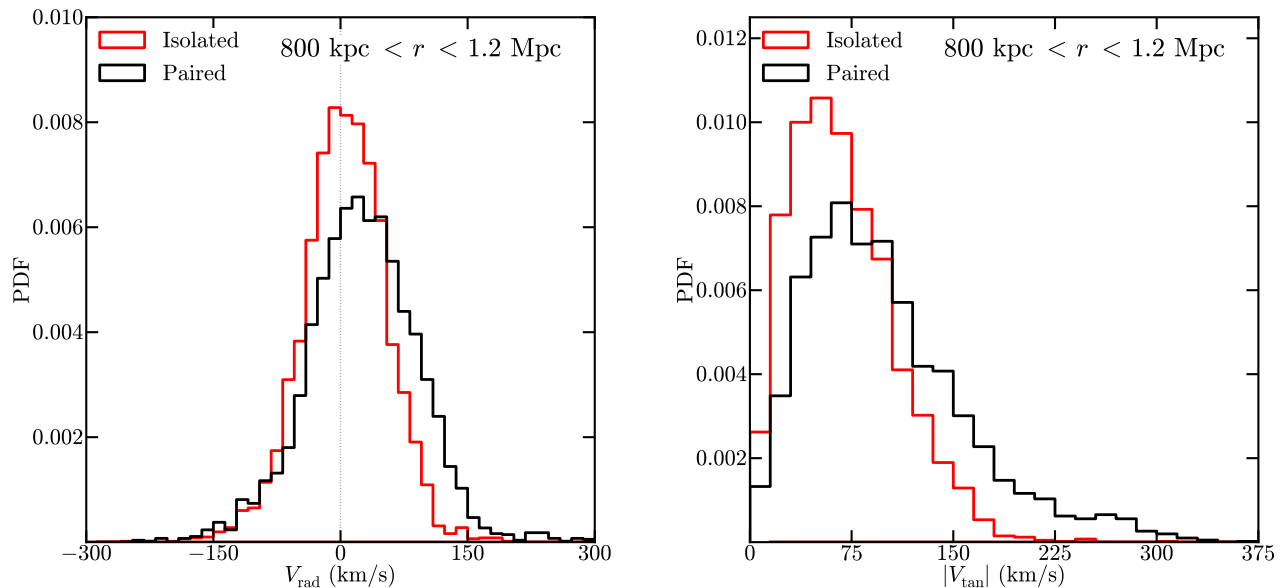 0.010
0.008
0.006
0.004
0.002
PDF
Isolated
Paired
800 kpc < r < 1.2 Mpc
−300 −150 0 150 300
V_rad (km/s)
0.012
0.010
0.008
0.006
0.004
0.002
PDF
Isolated
Paired
800 kpc < r < 1.2 Mpc
0 75 150 225 300 375
|V_tan| (km/s)